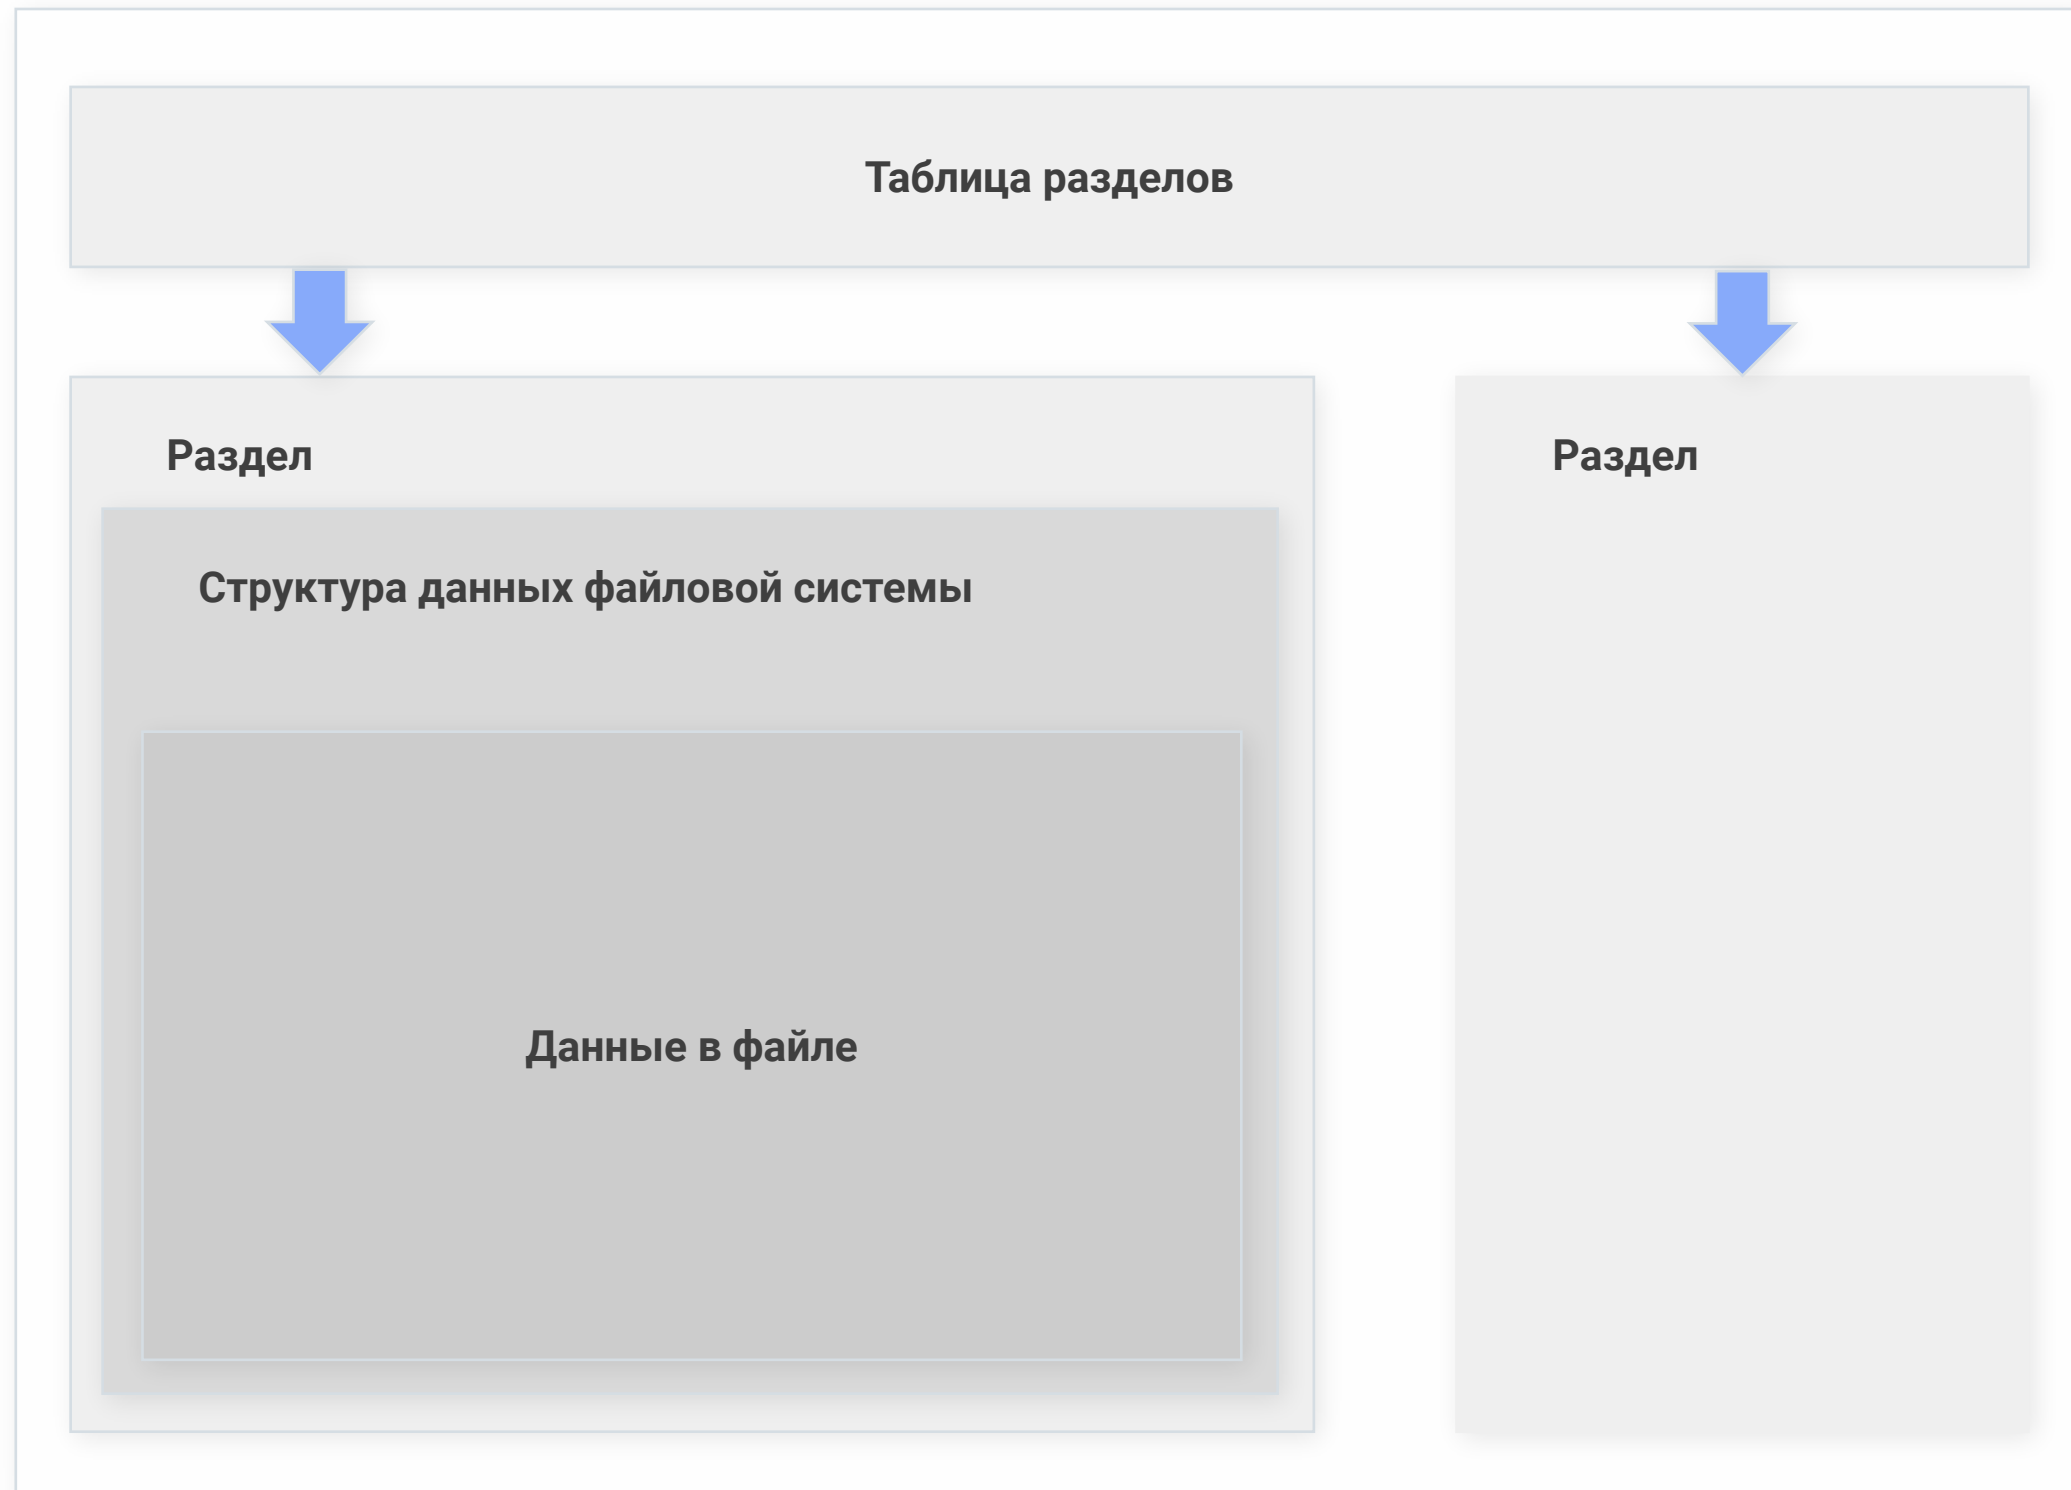 Таблица разделов
Раздел
Раздел
Структура данных файловой системы
Данные в файле